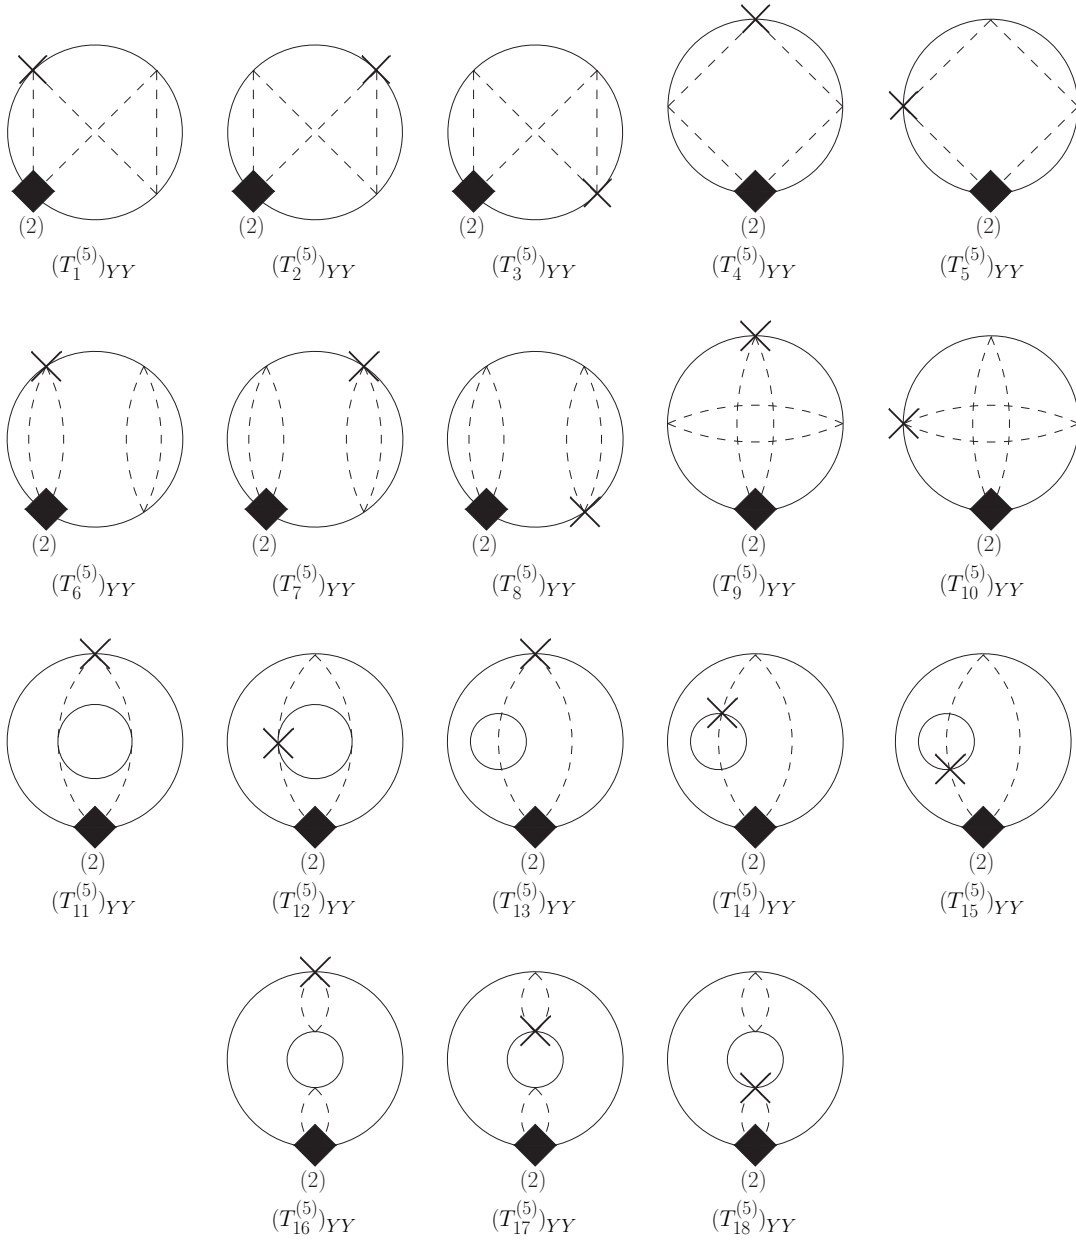 (2) (2) (2) (2) (2)
(T_1^{(5)})_{YY} (T_2^{(5)})_{YY} (T_3^{(5)})_{YY} (T_4^{(5)})_{YY} (T_5^{(5)})_{YY}
(2) (2) (2) (2) (2)
(T_6^{(5)})_{YY} (T_7^{(5)})_{YY} (T_8^{(5)})_{YY} (T_9^{(5)})_{YY} (T_{10}^{(5)})_{YY}
(2) (2) (2) (2) (2)
(T_{11}^{(5)})_{YY} (T_{12}^{(5)})_{YY} (T_{13}^{(5)})_{YY} (T_{14}^{(5)})_{YY} (T_{15}^{(5)})_{YY}
(2) (2) (2)
(T_{16}^{(5)})_{YY} (T_{17}^{(5)})_{YY} (T_{18}^{(5)})_{YY}